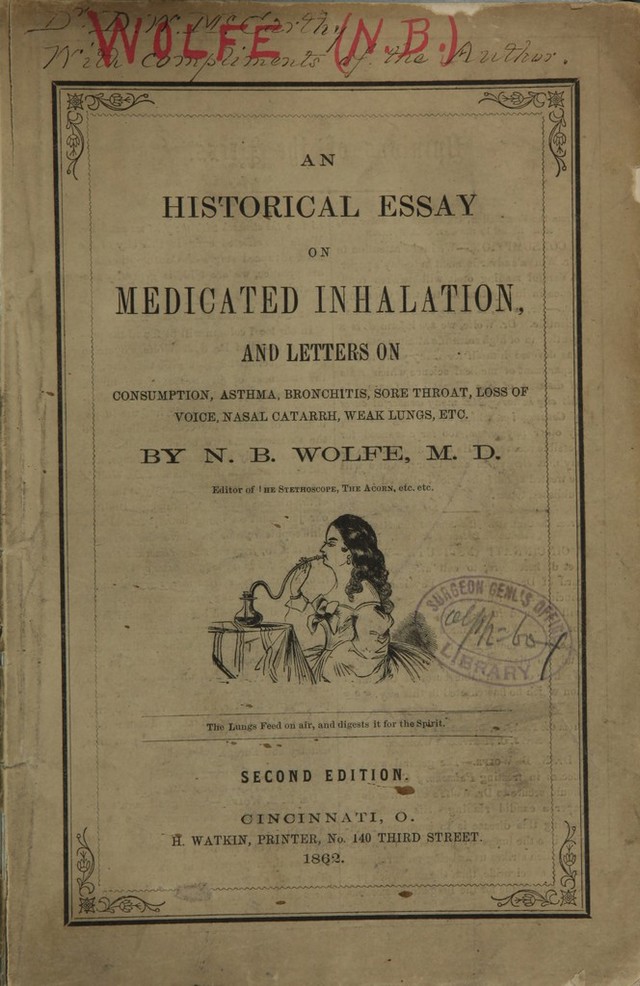 Dr. D. W. McCarthy
WOLFE (N.B.)
With compliments of the Author.
AN
HISTORICAL ESSAY
ON
MEDICATED INHALATION,
AND LETTERS ON
CONSUMPTION, ASTHMA, BRONCHITIS, SORE THROAT, LOSS OF
VOICE, NASAL CATARRH, WEAK LUNGS, ETC.
BY N. B. WOLFE, M. D.
Editor of THE STETHOSCOPE, THE ACORN, etc. etc.
SURGEON GENL'S OFFICE
LIBRARY
The Lungs Feed on air, and digests it for the Spirit.
SECOND EDITION.
CINCINNATI, O.
H. WATKIN, PRINTER, No. 140 THIRD STREET.
1862.